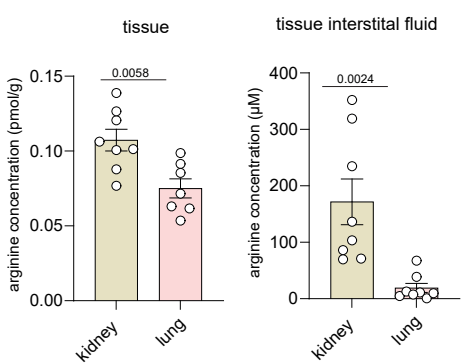 tissue
arginine concentration (pmol/g)
0.15
0.10
0.05
0.00
0.0058
kidney
lung
tissue interstital fluid
arginine concentration (µM)
400
300
200
100
0
0.0024
kidney
lung